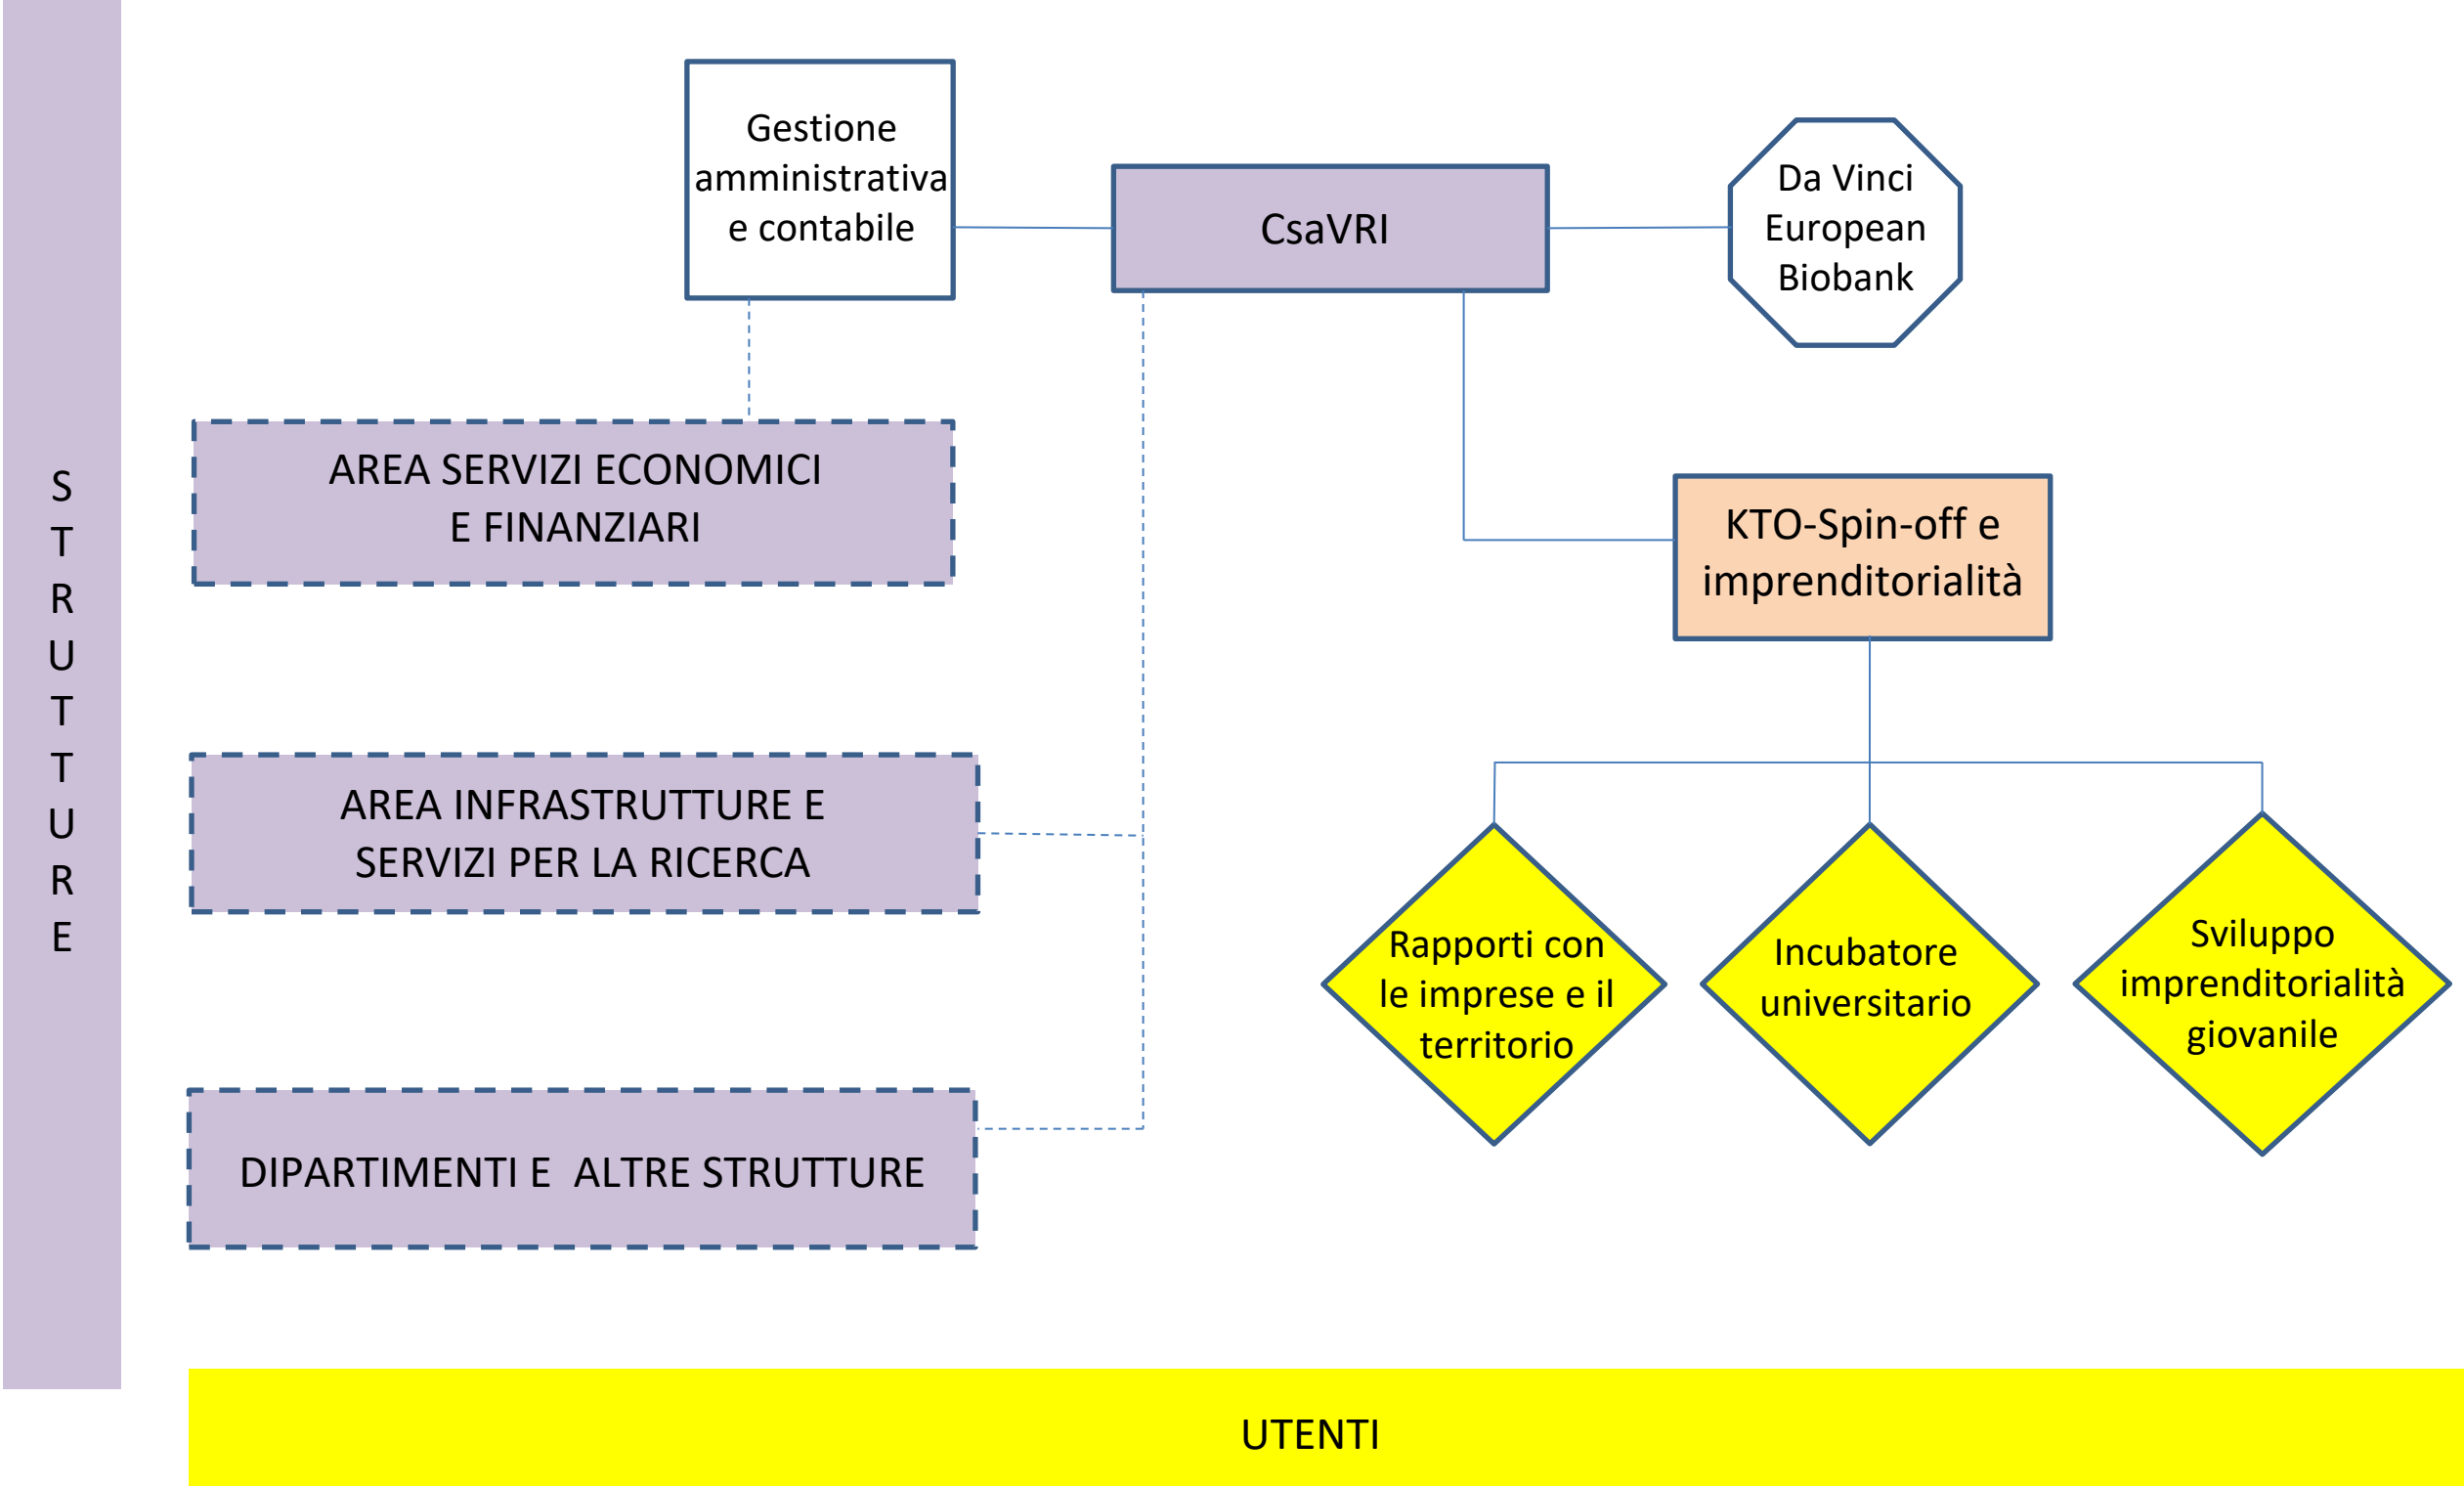 S
T
R
U
T
T
U
R
E
Gestione
amministrativa
e contabile
CsaVRI
Da Vinci
European
Biobank
AREA SERVIZI ECONOMICI
E FINANZIARI
KTO-Spin-off e
imprenditorialità
AREA INFRASTRUTTURE E
SERVIZI PER LA RICERCA
Rapporti con
le imprese e il
territorio
Incubatore
universitario
Sviluppo
imprenditorialità
giovanile
DIPARTIMENTI E  ALTRE STRUTTURE
UTENTI